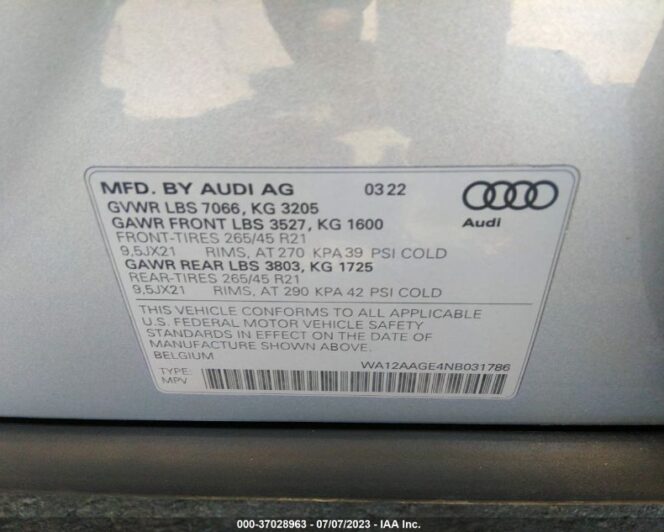 MFD. BY AUDI AG 03 22
GVWR LBS 7066, KG 3205
GAWR FRONT LBS 3527, KG 1600
FRONT-TIRES 265/45 R21
9,5JX21 RIMS, AT 270 KPA 39 PSI COLD
GAWR REAR LBS 3803, KG 1725
REAR-TIRES 265/45 R21
9,5JX21 RIMS, AT 290 KPA 42 PSI COLD
Audi
THIS VEHICLE CONFORMS TO ALL APPLICABLE
U.S. FEDERAL MOTOR VEHICLE SAFETY
STANDARDS IN EFFECT ON THE DATE OF
MANUFACTURE SHOWN ABOVE.
BELGIUM
WA12AAGE4NB031786
TYPE:
MPV
000-37028963 - 07/07/2023 - IAA Inc.